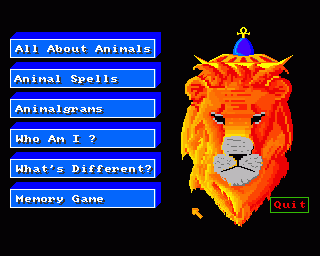 All About Animals
Animal Spells
Animalgrams
Who Am I ?
What's Different?
Memory Game
Quit